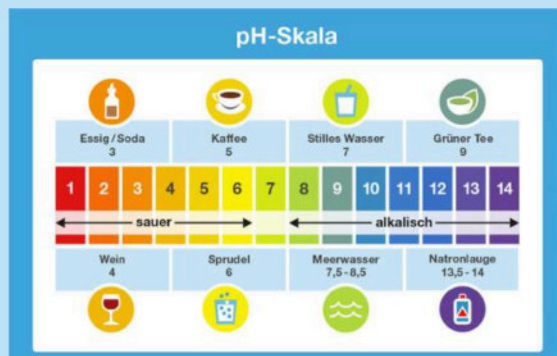 pH-Skala
Essig/Soda
3
Kaffee
5
Stilles Wasser
7
Grüner Tee
9
1 2 3 4 5 6 7 8 9 10 11 12 13 14
sauer
alkalisch
Wein
4
Sprudel
6
Meerwasser
7,5-8,5
Natronlauge
13,5-14